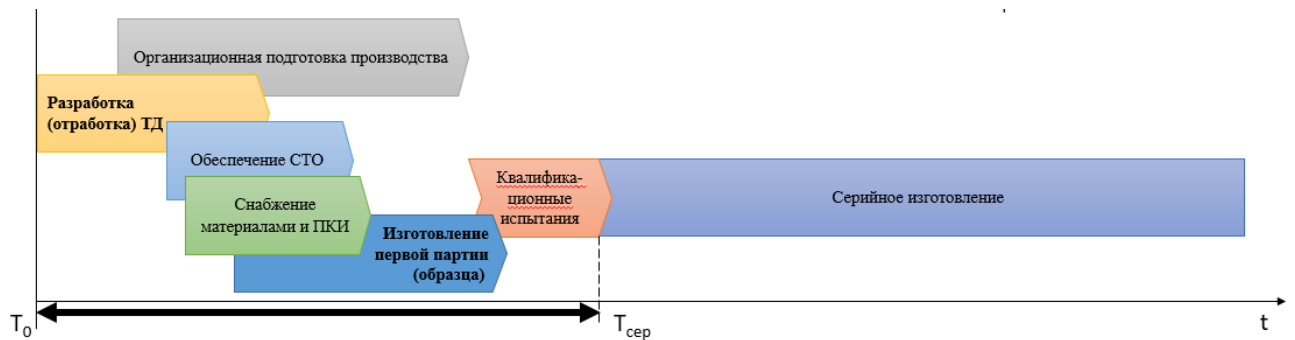 Организационная подготовка производства
Разработка
(отработка) ТД
Обеспечение СТО
Снабжение
материалами и ПКИ
Изготовление
первой партии
(образца)
Квалифика-
ционные
испытания
Серийное изготовление
T0
Tсер
t